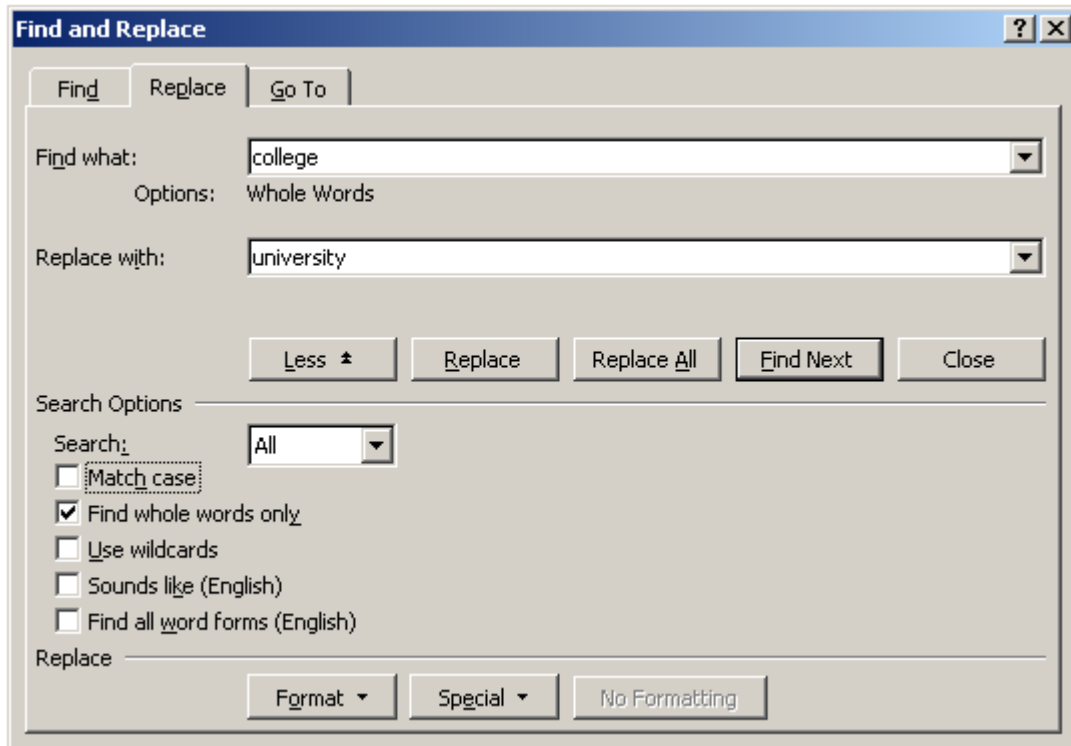 Find and Replace
Find Replace Go To
Find what: college
Options: Whole Words
Replace with: university
Less Replace Replace All Find Next Close
Search Options
Search: All
Match case
Find whole words only
Use wildcards
Sounds like (English)
Find all word forms (English)
Replace
Format Special No Formatting